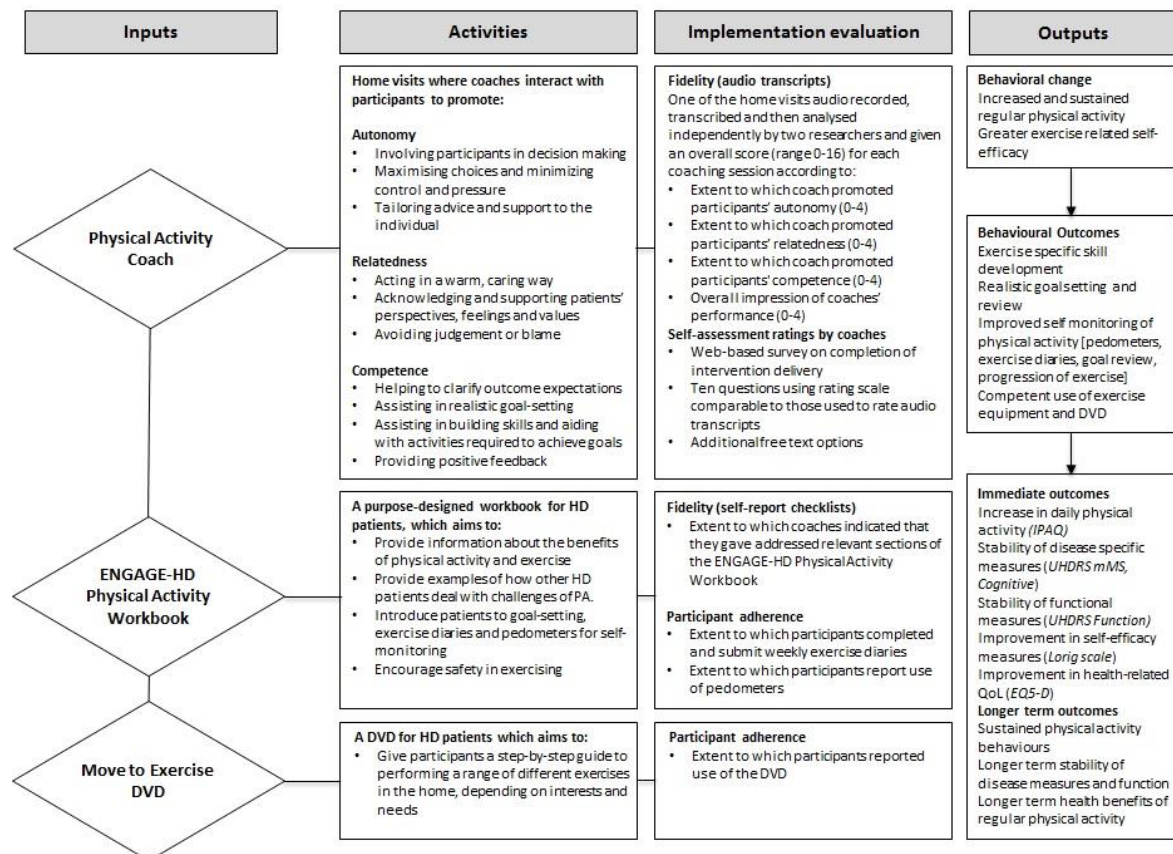 Inputs
Activities
Implementation evaluation
Outputs
Physical Activity
Coach
Home visits where coaches interact with
participants to promote:
Autonomy
• Involving participants in decision making
• Maximising choices and minimizing
control and pressure
• Tailoring advice and support to the
individual
Relatedness
• Acting in a warm, caring way
• Acknowledging and supporting patients'
perspectives, feelings and values
• Avoiding judgement or blame
Competence
• Helping to clarify outcome expectations
• Assisting in realistic goal-setting
• Assisting in building skills and aiding
with activities required to achieve goals
• Providing positive feedback
Fidelity (audio transcripts)
One of the home visits audio recorded,
transcribed and then analysed
independently by two researchers and given
an overall score (range 0-16) for each
coaching session according to:
• Extent to which coach promoted
participants' autonomy (0-4)
• Extent to which coach promoted
participants' relatedness (0-4)
• Extent to which coach promoted
participants' competence (0-4)
• Overall impression of coaches'
performance (0-4)
Self-assessment ratings by coaches
• Web-based survey on completion of
intervention delivery
• Ten questions using rating scale
comparable to those used to rate audio
transcripts
• Additional free text options
Behavioral change
Increased and sustained
regular physical activity
Greater exercise related self-
efficacy
Behavioural Outcomes
Exercise specific skill
development
Realistic goal setting and
review
Improved self monitoring of
physical activity [pedometers,
exercise diaries, goal review,
progression of exercise]
Competent use of exercise
equipment and DVD
ENGAGE-HD
Physical Activity
Workbook
A purpose-designed workbook for HD
patients, which aims to:
• Provide information about the benefits
of physical activity and exercise
• Provide examples of how other HD
patients deal with challenges of PA.
• Introduce patients to goal-setting,
exercise diaries and pedometers for self-
monitoring
• Encourage safety in exercising
Fidelity (self-report checklists)
• Extent to which coaches indicated that
they gave addressed relevant sections of
the ENGAGE-HD Physical Activity
Workbook
Participant adherence
• Extent to which participants completed
and submit weekly exercise diaries
• Extent to which participants report use
of pedometers
Immediate outcomes
Increase in daily physical
activity (IPAQ)
Stability of disease specific
measures (UHDRS mMS,
Cognitive)
Stability of functional
measures (UHDRS Function)
Improvement in self-efficacy
measures (Lorig scale)
Improvement in health-related
QoL (EQ5-D)
Longer term outcomes
Sustained physical activity
behaviours
Longer term stability of
disease measures and function
Longer term health benefits of
regular physical activity
Move to Exercise
DVD
A DVD for HD patients which aims to:
• Give participants a step-by-step guide to
performing a range of different exercises
in the home, depending on interests and
needs
Participant adherence
• Extent to which participants reported
use of the DVD